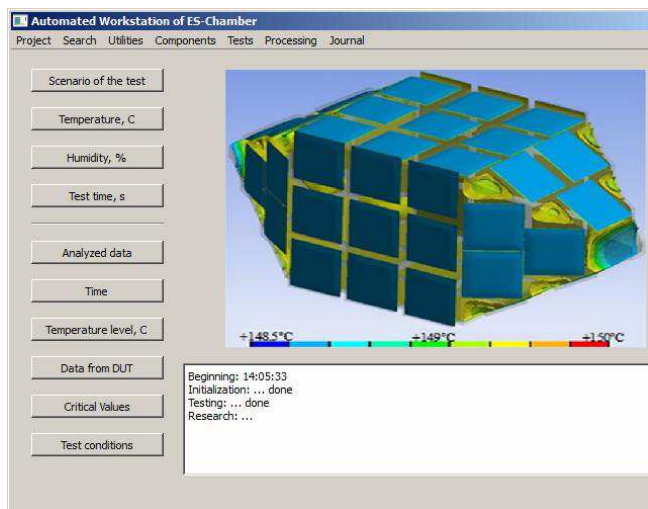 Automated Workstation of ES-Chamber
Project Search Utilities Components Tests Processing Journal
Scenario of the test
Temperature, C
Humidity, %
Test time, s
Analyzed data
Time
Temperature level, C
Data from DUT
Critical Values
Test conditions
+148.5°C +149°C +150°C
Beginning: 14:05:33
Initialization: ... done
Testing: ... done
Research: ...